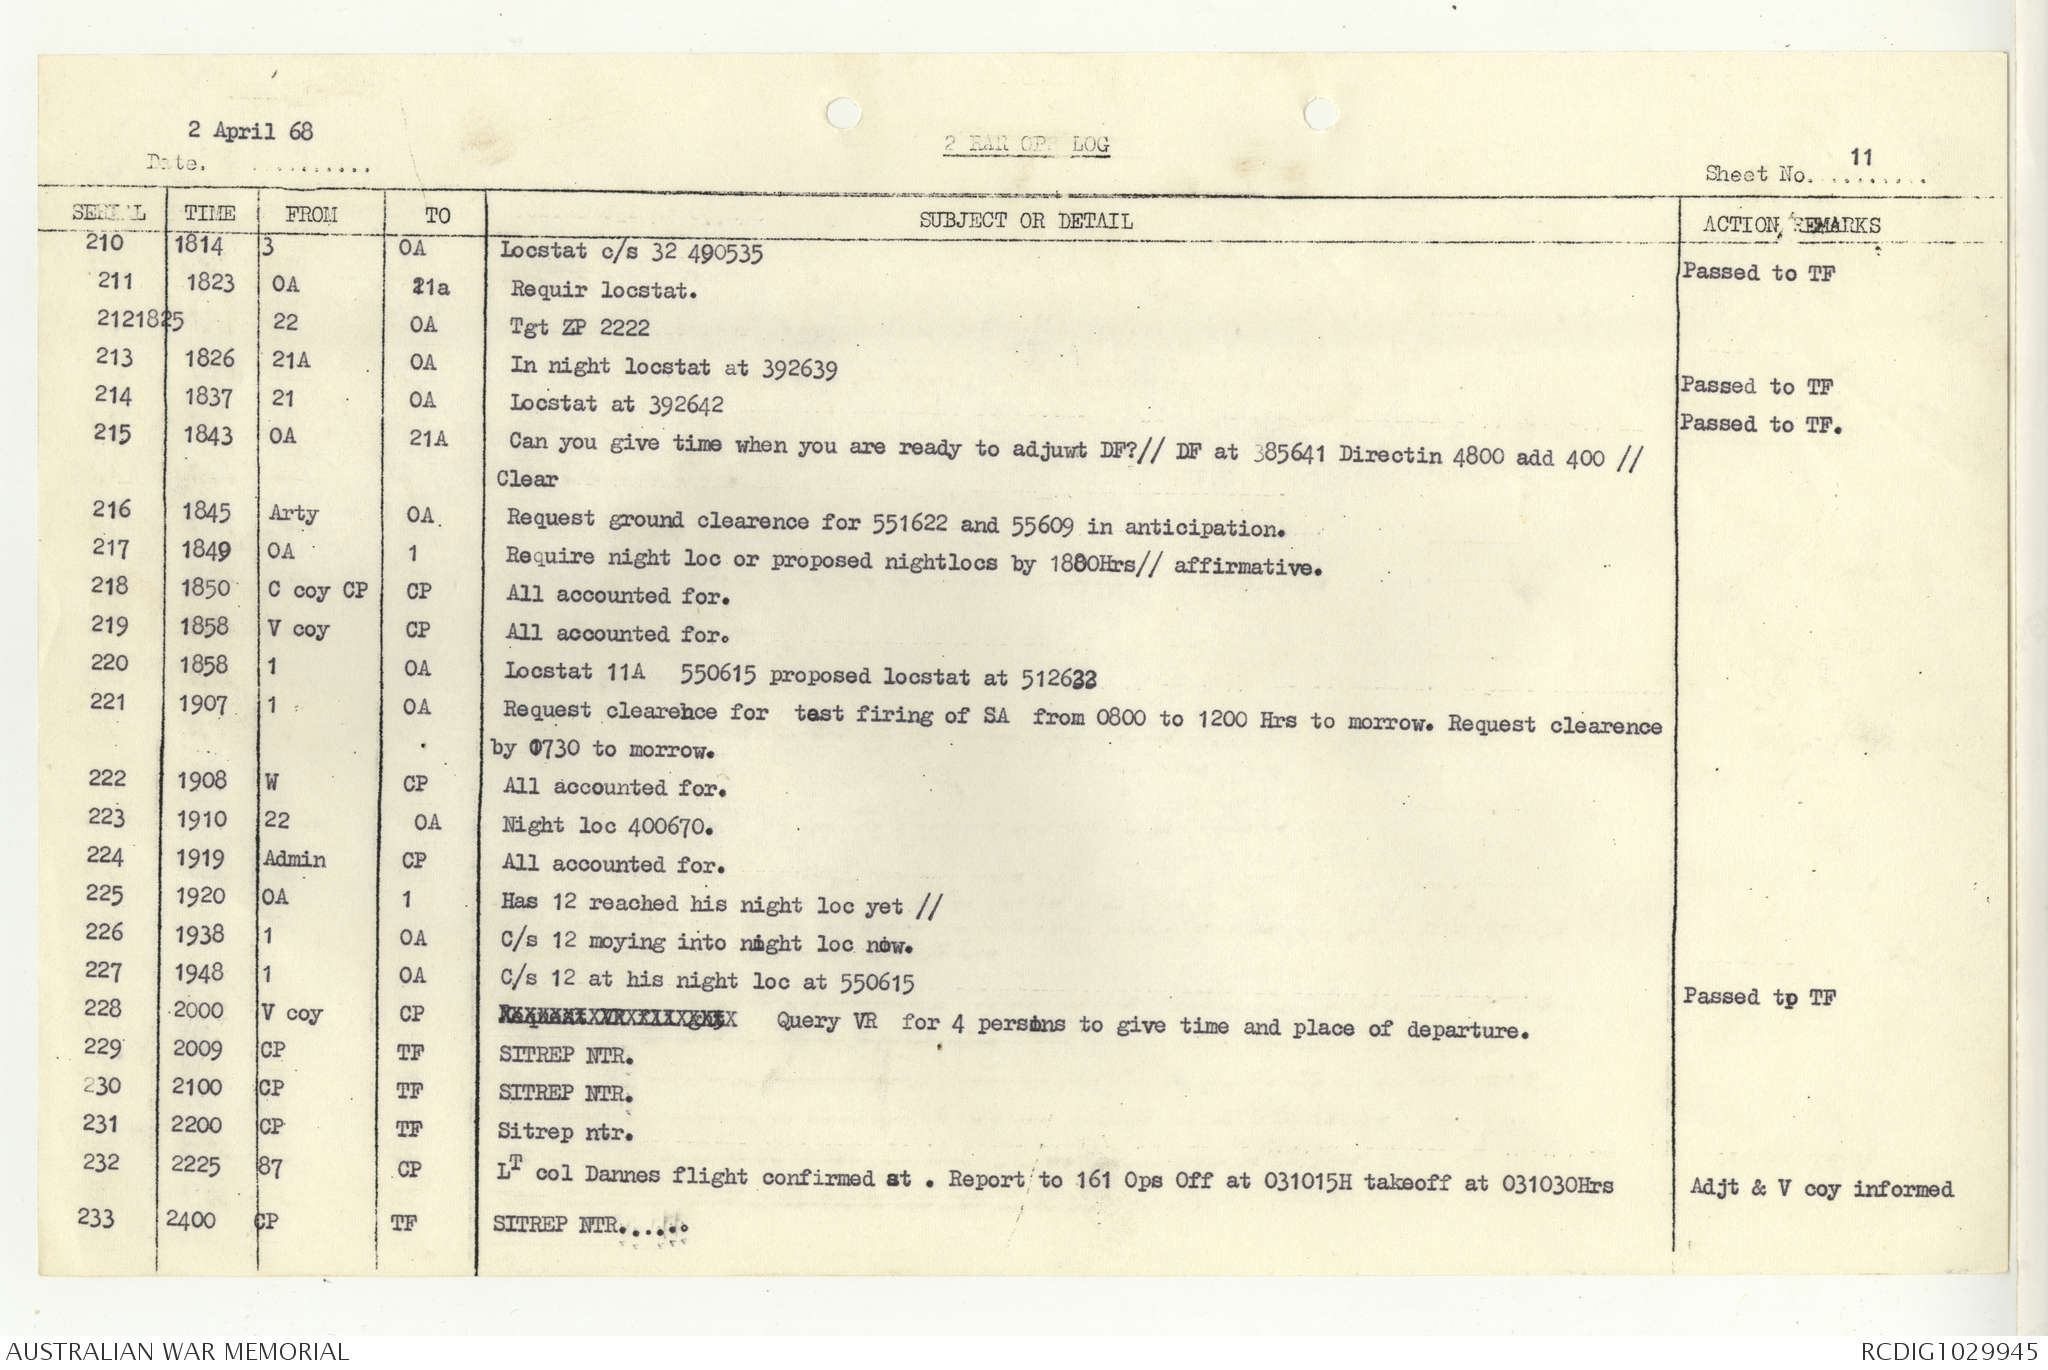 2 April 68
Date. ..........
2 RAR OPS LOG
Sheet No. 11
SERIAL TIME FROM TO SUBJECT OR DETAIL ACTION, REMARKS
210 1814 3 OA Locstat c/s 32 490535 Passed to TF
211 1823 OA 21a Requir locstat.
2121825 22 OA Tgt ZP 2222
213 1826 21A OA In night locstat at 392639 Passed to TF
214 1837 21 OA Locstat at 392642 Passed to TF.
215 1843 OA 21A Can you give time when you are ready to adjuwt DF?// DF at 385641 Directin 4800 add 400 //
Clear
216 1845 Arty OA. Request ground clearence for 551622 and 55609 in anticipation.
217 1849 OA 1 Require night loc or proposed nightlocs by Hrs// affirmative.
218 1850 C coy CP CP All accounted for.
219 1858 V coy CP All accounted for.
220 1858 1 OA Locstat 11A 550615 proposed locstat at
221 1907 1 OA Request clearence for test firing of SA from 0800 to 1200 Hrs to morrow. Request clearence
by 0730 to morrow.
222 1908 W CP All accounted for.
223 1910 22 OA Night loc 400670.
224 1919 Admin CP All accounted for.
225 1920 OA 1 Has 12 reached his night loc yet //
226 1938 1 OA C/s 12 moying into night loc now.
227 1948 1 OA C/s 12 at his night loc at 550615 Passed to TF
228 2000 V coy CP Query VR for 4 persons to give time and place of departure.
229 2009 CP TF SITREP NTR.
230 2100 CP TF SITREP NTR.
231 2200 CP TF Sitrep ntr.
232 2225 87 CP LT col Dannes flight confirmed at . Report to 161 Ops Off at 031015H takeoff at 031030Hrs Adjt & V coy informed
233 2400 CP TF SITREP NTR......
AUSTRALIAN WAR MEMORIAL RCDIG1029945